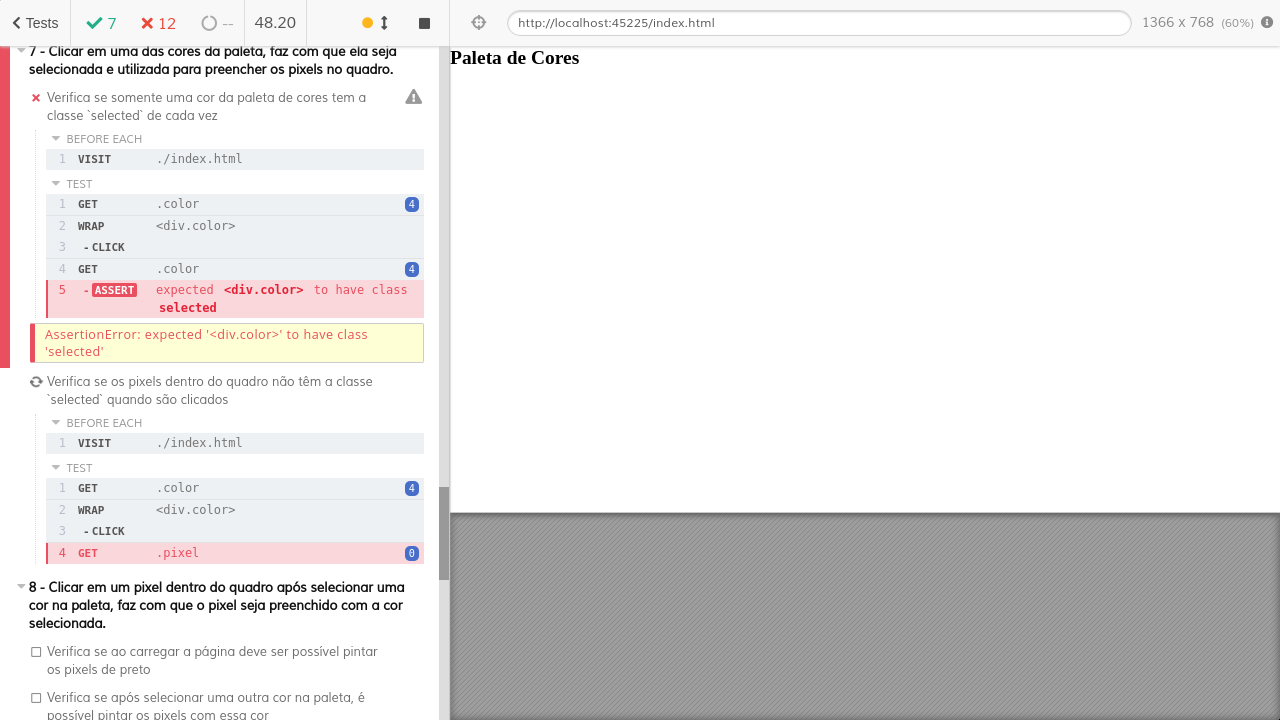 Tests 7 12 -- 48.20
http://localhost:45225/index.html 1366 x 768 (60%)
7 - Clicar em uma das cores da paleta, faz com que ela seja
selecionada e utilizada para preencher os pixels no quadro.
Verifica se somente uma cor da paleta de cores tem a
classe `selected` de cada vez
BEFORE EACH
1 VISIT ./index.html
TEST
1 GET .color 4
2 WRAP <div.color>
3 -CLICK
4 GET .color 4
5 -ASSERT expected <div.color> to have class
selected
AssertionError: expected '<div.color>' to have class
'selected'
Verifica se os pixels dentro do quadro não têm a classe
`selected` quando são clicados
BEFORE EACH
1 VISIT ./index.html
TEST
1 GET .color 4
2 WRAP <div.color>
3 -CLICK
4 GET .pixel 0
8 - Clicar em um pixel dentro do quadro após selecionar uma
cor na paleta, faz com que o pixel seja preenchido com a cor
selecionada.
Verifica se ao carregar a página deve ser possível pintar
os pixels de preto
Verifica se após selecionar uma outra cor na paleta, é
possível pintar os pixels com essa cor
Paleta de Cores